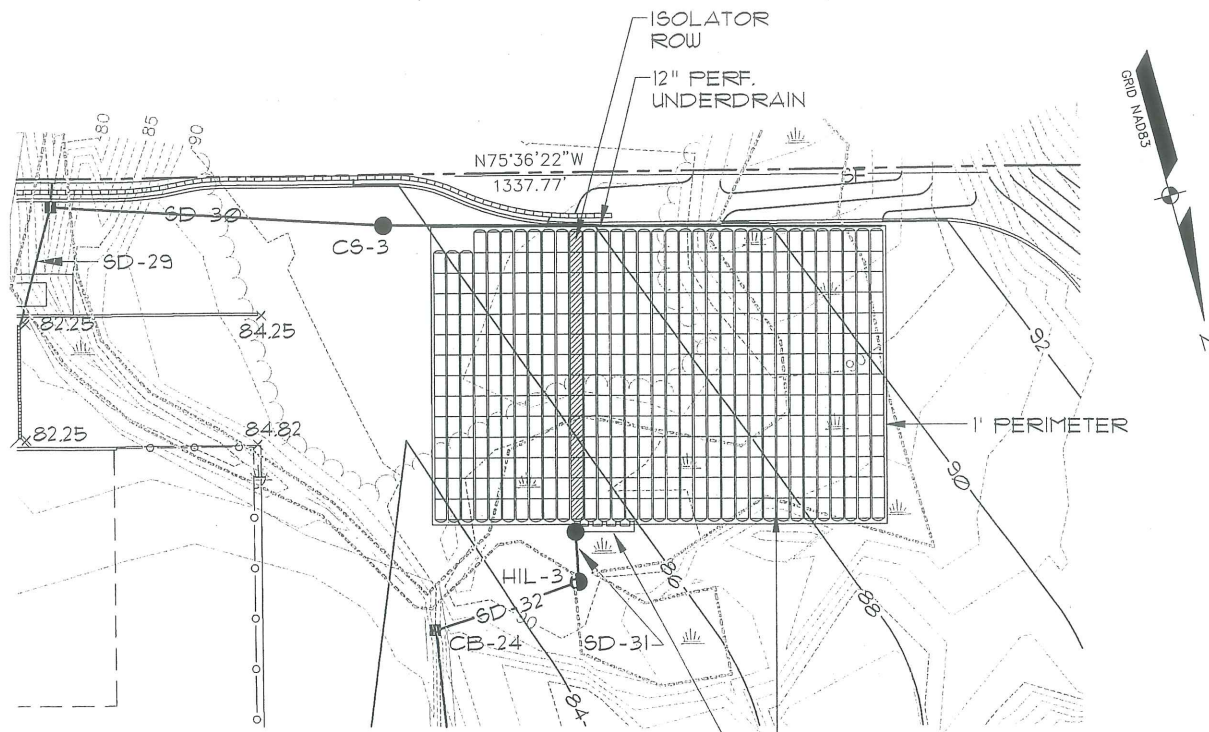 ISOLATOR
ROW
12" PERF.
UNDERDRAIN
GRID NAD83
80
85
90
N75°36'22"W
1337.77'
SD-30
CS-3
SD-29
82.25
84.25
92
82.25
84.82
1' PERIMETER
90
HIL-3
86
88
SD-32
90
CB-24
SD-31
84